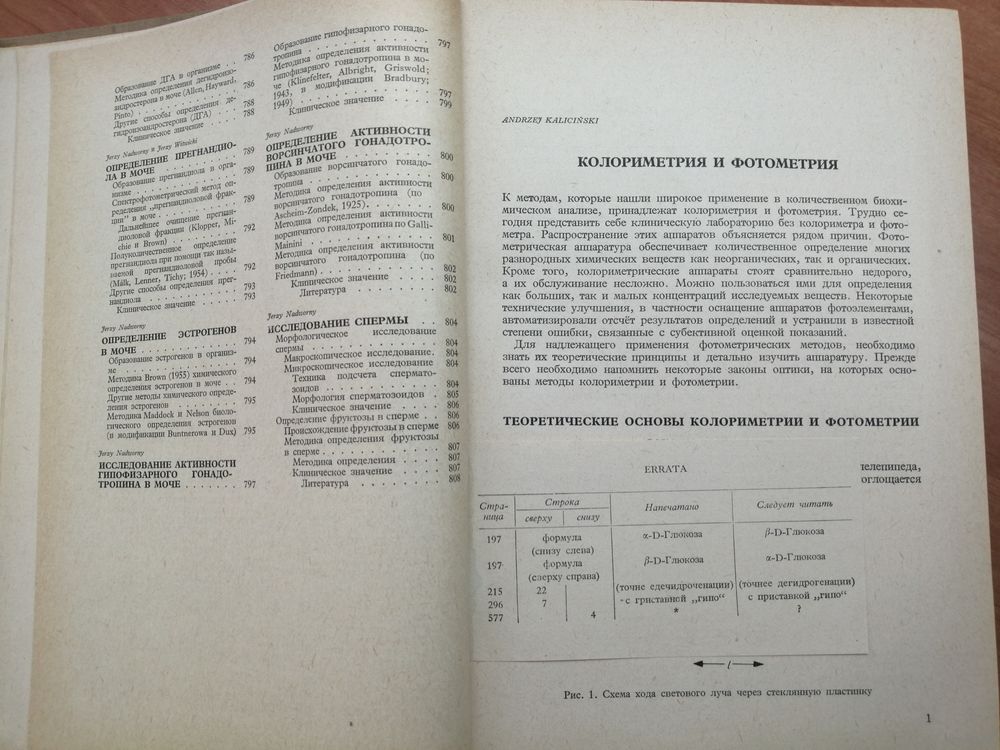 Образование ДГА в организме . . 786
Методика определения дегидроизо-
андростерона в моче (Allen, Hayward,
Pinto) . . . . . . . . . . 786
Другие способы определения де-
гидроизоандростерона (ДГА) . . 788
Клиническое значение . . . . 788
Jerzy Nadworny и Jerzy Witwicki
ОПРЕДЕЛЕНИЕ ПРЕГНАНДИО-
ЛА В МОЧЕ . . . . . . . . 789
Образование прегнандиола в орга-
низме . . . . . . . . . . 789
Спектрофотометрический метод оп-
ределения „прегнандиоловой фрак-
ции“ в моче . . . . . . . . 789
Дальнейшее очищение прегнан-
диоловой фракции (Klopper, Mi-
chie и Brown) . . . . . . . 792
Полуколичественное определение
прегнандиола при помощи так назы-
ваемой прегнандиоловой пробы
(Málk, Lenner, Tichy; 1954) . . . 792
Другие способы определения прег-
нандиола . . . . . . . . . 793
Клиническое значение . . . . 793
Jerzy Nadworny
ОПРЕДЕЛЕНИЕ ЭСТРОГЕНОВ
В МОЧЕ . . . . . . . . . . 794
Образование эстрогенов в организ-
ме . . . . . . . . . . . . 794
Методика Brown (1955) химического
определения эстрогенов в моче . . 794
Другие методы химического опреде-
ления эстрогенов . . . . . . 795
Методика Maddock и Nelson биоло-
гического определения эстрогенов
(в модификации Buntnerowa и Dux) 795
Jerzy Nadworny
ИССЛЕДОВАНИЕ АКТИВНОСТИ
ГИПОФИЗАРНОГО ГОНАДО-
ТРОПИНА В МОЧЕ . . . . . . . 797
Образование гипофизарного гонадо-
тропина . . . . . . . . . . 797
Методика определения активности
гипофизарного гонадотропина в мо-
че (Klinefelter, Albright, Griswold;
1943, и модификации Bradbury;
1949) . . . . . . . . . . . 797
Клиническое значение . . . . 799
Jerzy Nadworny
ОПРЕДЕЛЕНИЕ АКТИВНОСТИ
ВОРСИНЧАТОГО ГОНАДОТРО-
ПИНА В МОЧЕ . . . . . . . . 800
Образование ворсинчатого гонадо-
тропина . . . . . . . . . . 800
Методика определения активности
ворсинчатого гонадотропина (по
Ascheim-Zondek, 1925) . . . . . 800
Методика определения активности
ворсинчатого гонадотропина по Galli-
Mainini . . . . . . . . . . 801
Методика определения активности
ворсинчатого гонадотропина (по
Friedmann) . . . . . . . . . 802
Клиническое значение . . . . 802
Литература . . . . . . . . 802
Jerzy Nadworny
ИССЛЕДОВАНИЕ СПЕРМЫ . . 804
Морфологическое исследование
спермы . . . . . . . . . . 804
Макроскопическое исследование. 804
Микроскопическое исследование 804
Техника подсчета спермато-
зоидов . . . . . . . . . . 804
Морфология сперматозоидов . 805
Клиническое значение . . . . 806
Определение фруктозы в сперме . . 806
Происхождение фруктозы в сперме 806
Методика определения фруктозы
в сперме . . . . . . . . . 807
Методика определения . . . . 807
Клиническое значение . . . . 807
Литература . . . . . . . . 808
ANDRZEJ KALICIŃSKI
КОЛОРИМЕТРИЯ И ФОТОМЕТРИЯ
К методам, которые нашли широкое применение в количественном биохи-
мическом анализе, принадлежат колориметрия и фотометрия. Трудно се-
годня представить себе клиническую лабораторию без колориметра и фото-
метра. Распространение этих аппаратов объясняется рядом причин. Фото-
метрическая аппаратура обеспечивает количественное определение многих
разнородных химических веществ как неорганических, так и органических.
Кроме того, колориметрические аппараты стоят сравнительно недорого,
а их обслуживание несложно. Можно пользоваться ими для определения
как больших, так и малых концентраций исследуемых веществ. Некоторые
технические улучшения, в частности оснащение аппаратов фотоэлементами,
автоматизировали отсчёт результатов определений и устранили в известной
степени ошибки, связанные с субективной оценкой показаний.
Для надлежащего применения фотометрических методов, необходимо
знать их теоретические принципы и детально изучить аппаратуру. Прежде
всего необходимо напомнить некоторые законы оптики, на которых осно-
ваны методы колориметрии и фотометрии.
ТЕОРЕТИЧЕСКИЕ ОСНОВЫ КОЛОРИМЕТРИИ И ФОТОМЕТРИИ
лелепипеда,
оглощается
ERRATA
Стра-
ница
Строка
сверху снизу
Напечатано
Следует читать
197 формула α-D-Глюкоза β-D-Глюкоза
(снизу слева)
197 формула β-D-Глюкоза α-D-Глюкоза
(сверху справа)
215 22 (точне едечидроченации) (точнее дегидрогенации)
296 7 с гриставной „гипо“ с приставкой „гипо“
577 4 * ?
l
Рис. 1. Схема хода светового луча через стеклянную пластинку
1